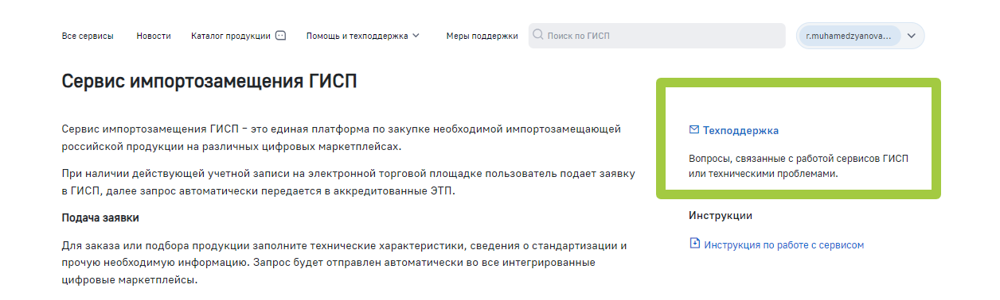 Все сервисы Новости Каталог продукции Помощь и техподдержка Меры поддержки Поиск по ГИСП r.muhamedzyanova...
Сервис импортозамещения ГИСП
Сервис импортозамещения ГИСП – это единая платформа по закупке необходимой импортозамещающей
российской продукции на различных цифровых маркетплейсах.
При наличии действующей учетной записи на электронной торговой площадке пользователь подает заявку
в ГИСП, далее запрос автоматически передается в аккредитованные ЭТП.
Подача заявки
Для заказа или подбора продукции заполните технические характеристики, сведения о стандартизации и
прочую необходимую информацию. Запрос будет отправлен автоматически во все интегрированные
цифровые маркетплейсы.
Техподдержка
Вопросы, связанные с работой сервисов ГИСП
или техническими проблемами.
Инструкции
Инструкция по работе с сервисом